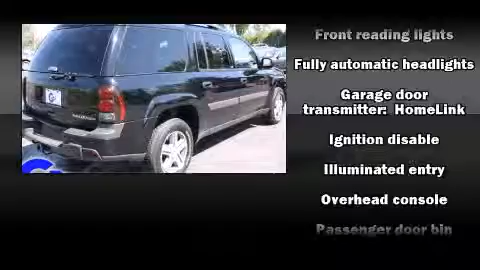 Front reading lights
Fully automatic headlights
Garage door
transmitter: HomeLink
Ignition disable
Illuminated entry
Overhead console
Passenger door bin